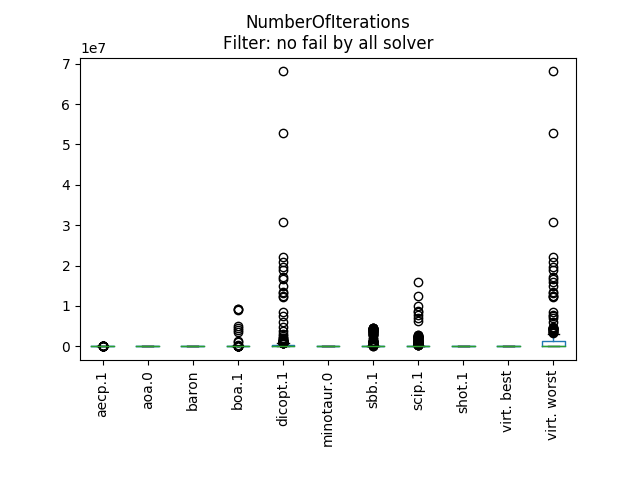 NumberOfIterations
Filter: no fail by all solver
1e7
7
6
5
4
3
2
1
0
aecp.1
aoa.0
baron
boa.1
dicopt.1
minotaur.0
sbb.1
scip.1
shot.1
virt. best
virt. worst